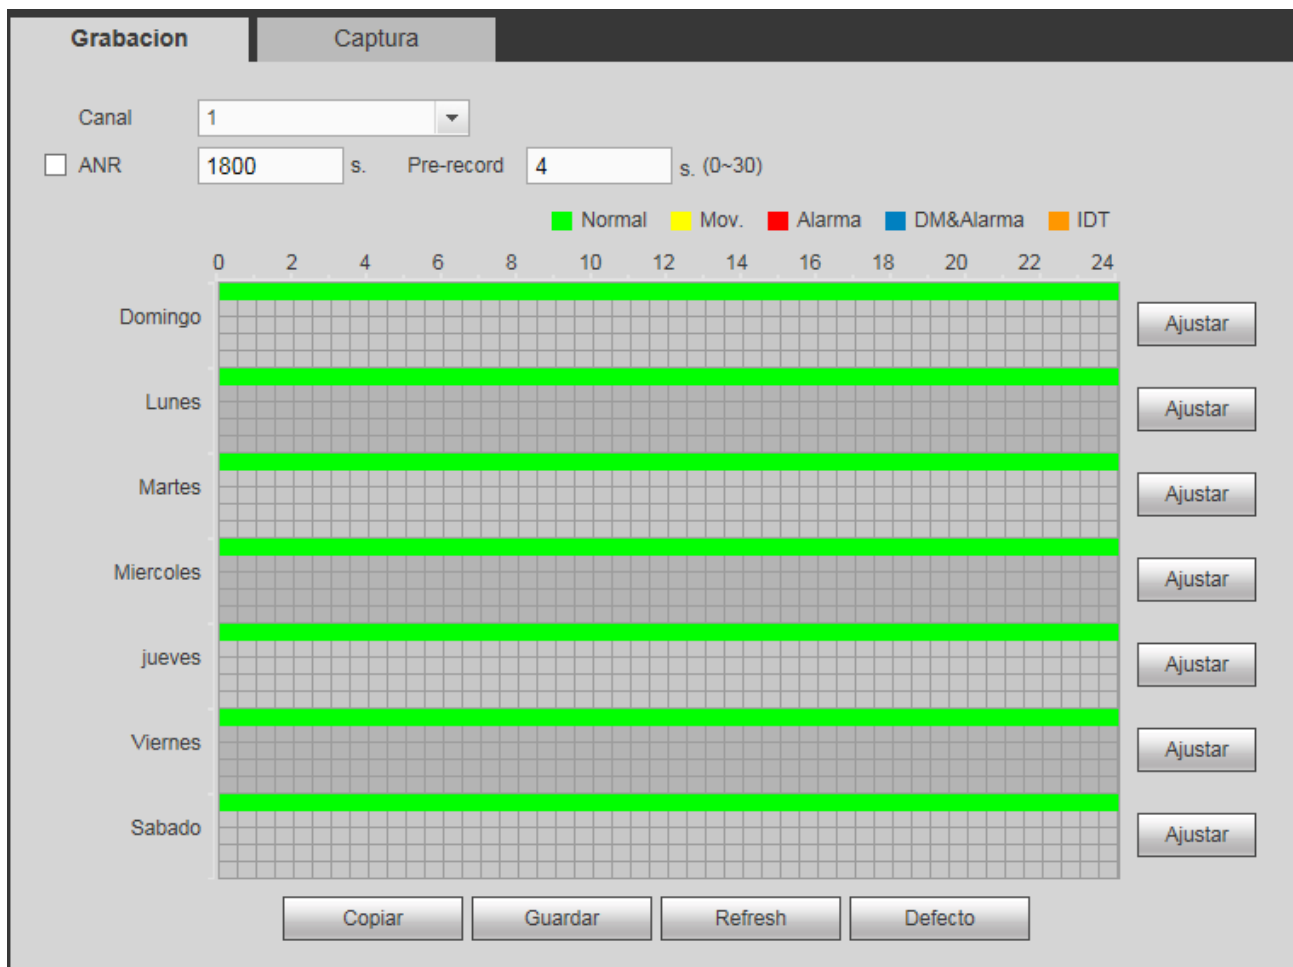 Grabacion Captura
Canal 1
ANR 1800 s. Pre-record 4 s. (0~30)
Normal Mov. Alarma DM&Alarma IDT
0 2 4 6 8 10 12 14 16 18 20 22 24
Domingo Ajustar
Lunes Ajustar
Martes Ajustar
Miercoles Ajustar
jueves Ajustar
Viernes Ajustar
Sabado Ajustar
Copiar Guardar Refresh Defecto